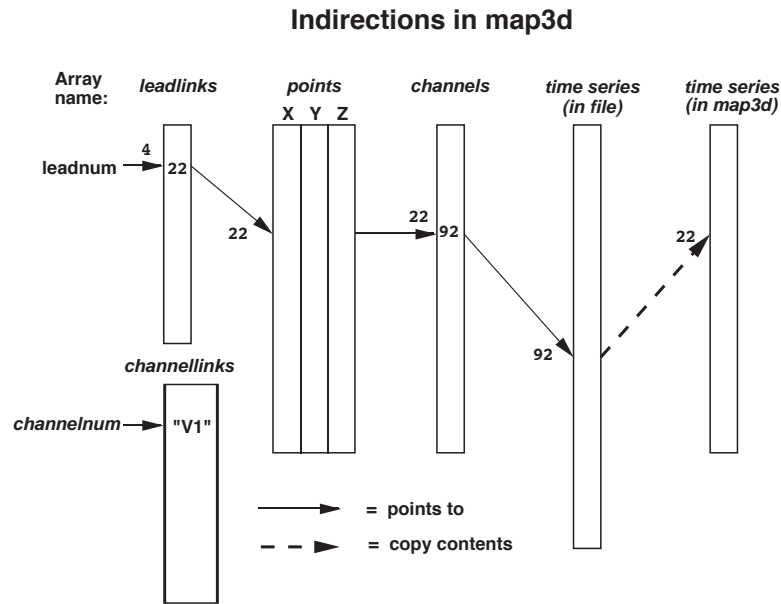 Indirections in map3d
Array
name:
leadlinks
points
channels
time series
(in file)
time series
(in map3d)
X Y Z
leadnum
4
22
22
22
92
92
22
channellinks
channelnum
"V1"
= points to
= copy contents